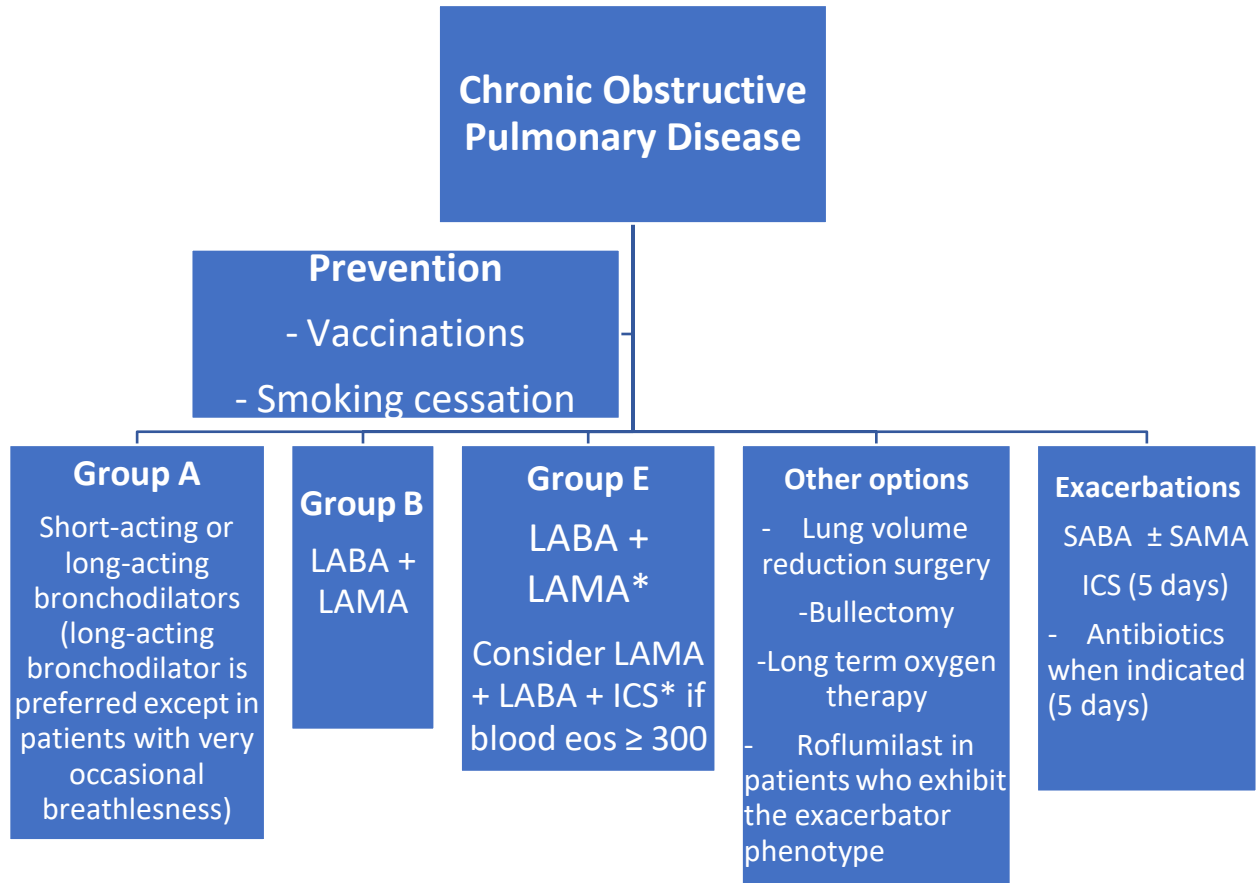 Chronic Obstructive
Pulmonary Disease
Prevention
- Vaccinations
- Smoking cessation
Group A
Short-acting or
long-acting
bronchodilators
(long-acting
bronchodilator is
preferred except in
patients with very
occasional
breathlesness)
Group B
LABA +
LAMA
Group E
LABA +
LAMA*
Consider LAMA
+ LABA + ICS* if
blood eos ≥ 300
Other options
- Lung volume
reduction surgery
-Bullectomy
-Long term oxygen
therapy
- Roflumilast in
patients who exhibit
the exacerbator
phenotype
Exacerbations
SABA ± SAMA
ICS (5 days)
- Antibiotics
when indicated
(5 days)